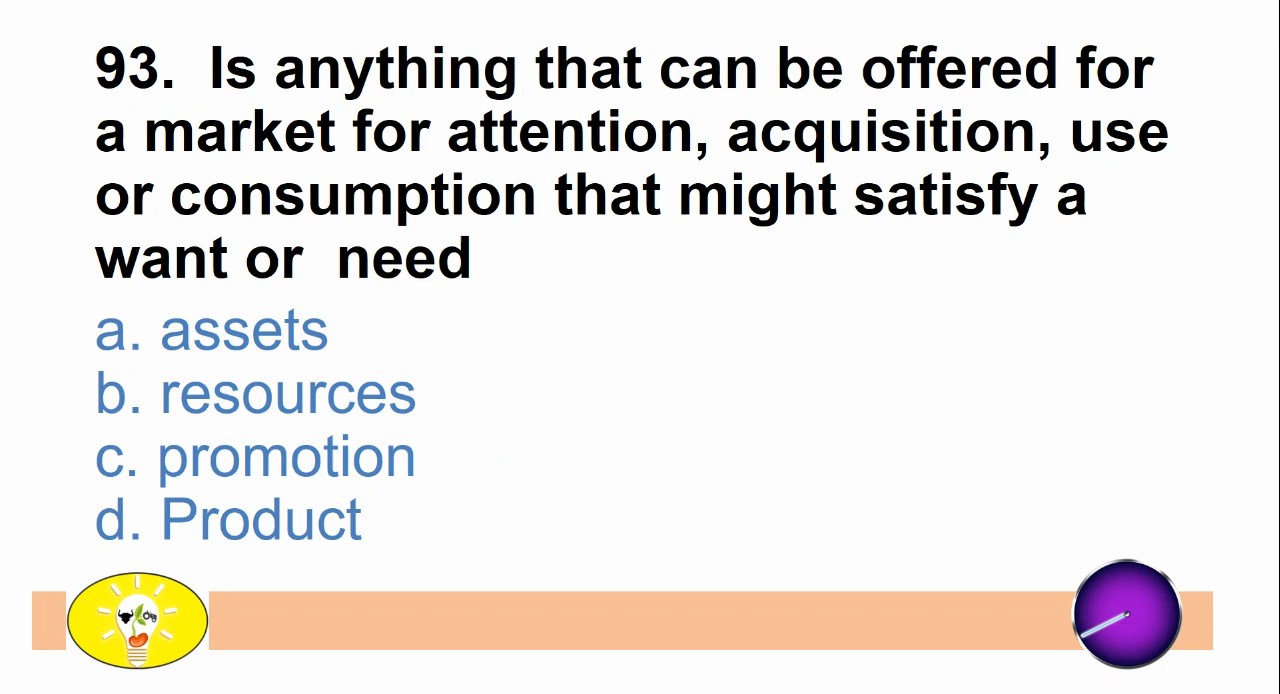 93.  Is anything that can be offered for
a market for attention, acquisition, use
or consumption that might satisfy a
want or  need
a. assets
b. resources
c. promotion
d. Product